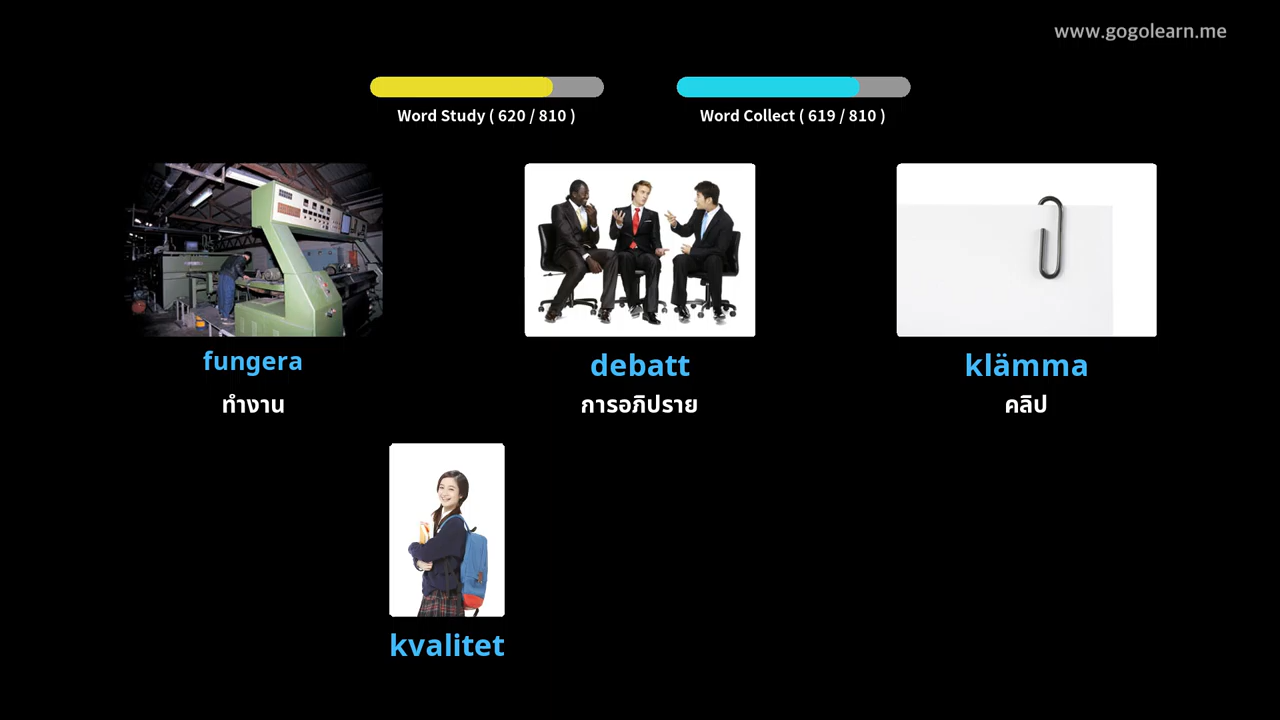 www.gogolearn.me
Word Study ( 620 / 810 )
Word Collect ( 619 / 810 )
fungera
debatt
klämma
ทำงาน
การอภิปราย
คลิป
kvalitet